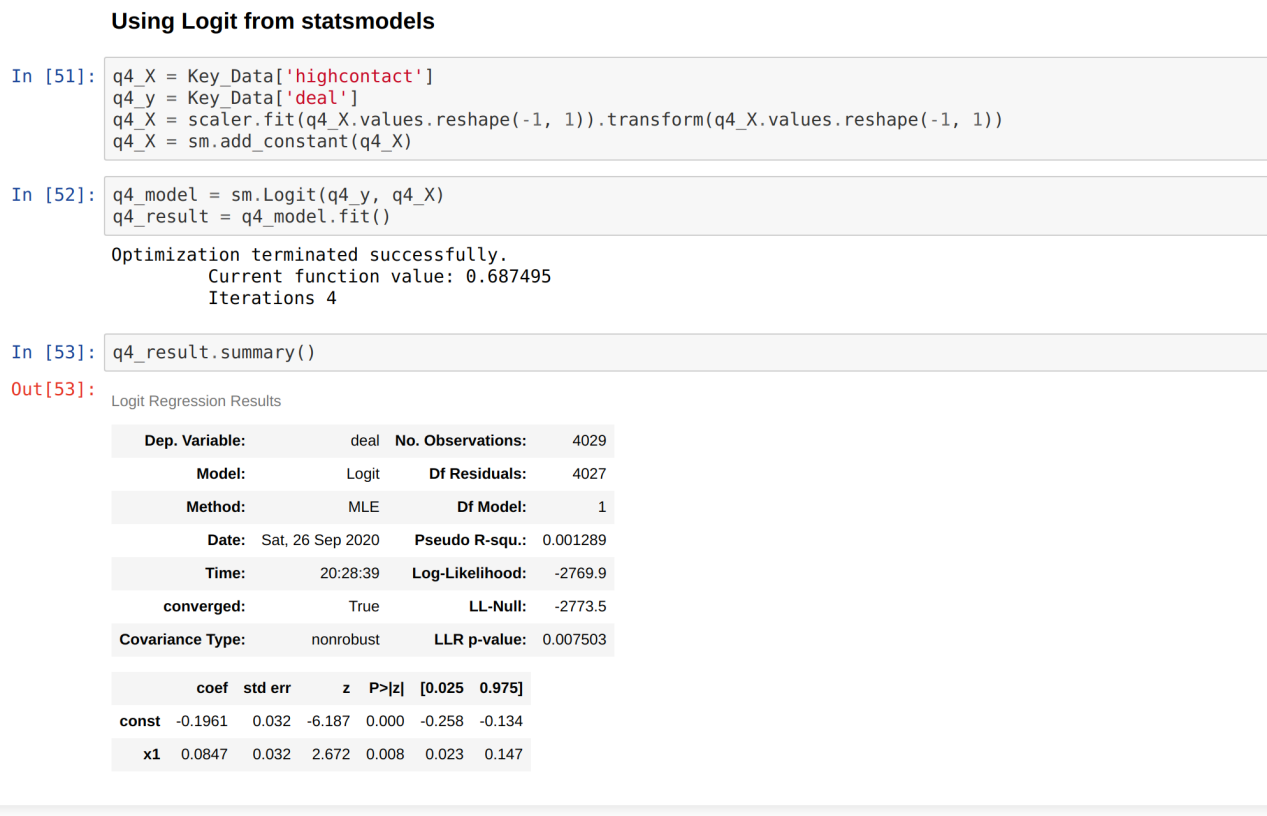 Using Logit from statsmodels
In [51]: q4_X = Key_Data['highcontact']
q4_y = Key_Data['deal']
q4_X = scaler.fit(q4_X.values.reshape(-1, 1)).transform(q4_X.values.reshape(-1, 1))
q4_X = sm.add_constant(q4_X)
In [52]: q4_model = sm.Logit(q4_y, q4_X)
q4_result = q4_model.fit()
Optimization terminated successfully.
Current function value: 0.687495
Iterations 4
In [53]: q4_result.summary()
Out[53]:
Logit Regression Results
Dep. Variable: deal No. Observations: 4029
Model: Logit Df Residuals: 4027
Method: MLE Df Model: 1
Date: Sat, 26 Sep 2020 Pseudo R-squ.: 0.001289
Time: 20:28:39 Log-Likelihood: -2769.9
converged: True LL-Null: -2773.5
Covariance Type: nonrobust LLR p-value: 0.007503
coef std err z P>|z| [0.025 0.975]
const -0.1961 0.032 -6.187 0.000 -0.258 -0.134
x1 0.0847 0.032 2.672 0.008 0.023 0.147